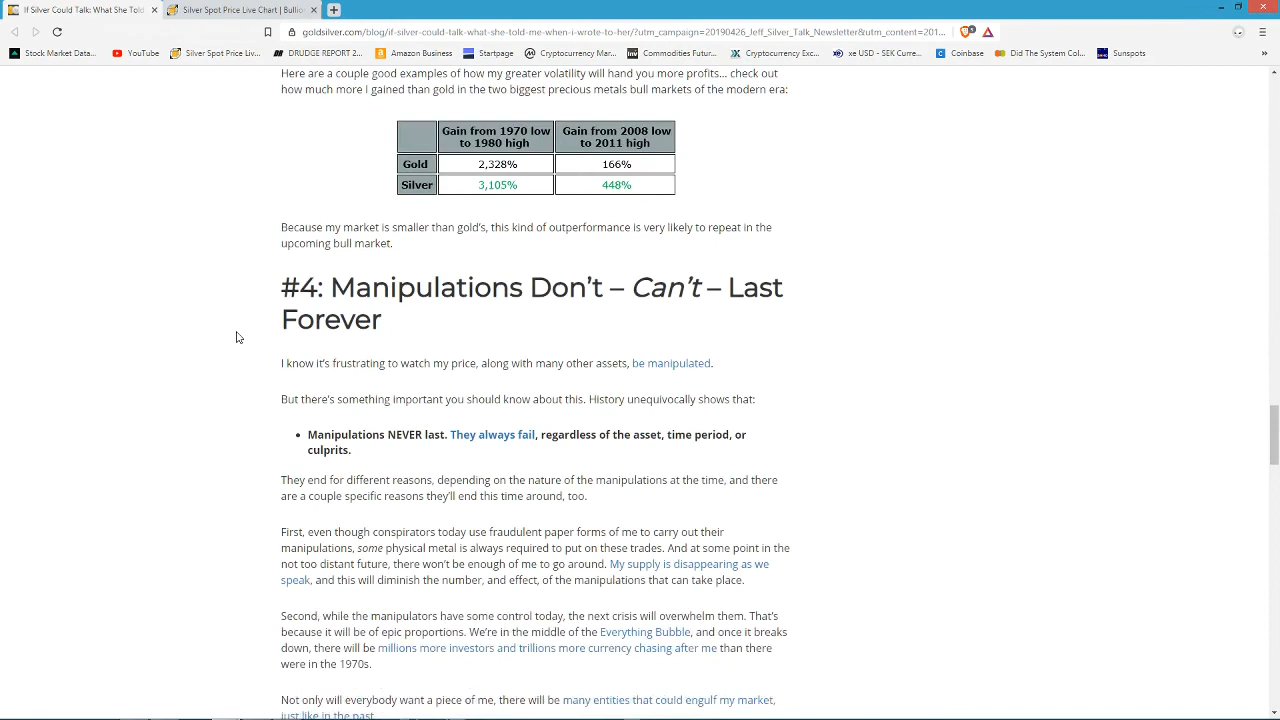 If Silver Could Talk: What She Told
Silver Spot Price Live Chart | Bullio
goldsilver.com/blog/if-silver-could-talk-what-she-told-me-when-i-wrote-to-her/?utm_campaign=20190426_Jeff_Silver_Talk_Newsletter&utm_content=201...
Stock Market Data...
YouTube
Silver Spot Price Liv...
DRUDGE REPORT 2...
Amazon Business
Startpage
Cryptocurrency Mar...
Commodities Futur...
Cryptocurrency Exc...
xe USD - SEK Curre...
Coinbase
Did The System Col...
Sunspots
Here are a couple good examples of how my greater volatility will hand you more profits... check out
how much more I gained than gold in the two biggest precious metals bull markets of the modern era:
Gain from 1970 low to 1980 high
Gain from 2008 low to 2011 high
Gold 2,328% 166%
Silver 3,105% 448%
Because my market is smaller than gold's, this kind of outperformance is very likely to repeat in the
upcoming bull market.
#4: Manipulations Don't – Can't – Last
Forever
I know it's frustrating to watch my price, along with many other assets, be manipulated.
But there's something important you should know about this. History unequivocally shows that:
• Manipulations NEVER last. They always fail, regardless of the asset, time period, or
culprits.
They end for different reasons, depending on the nature of the manipulations at the time, and there
are a couple specific reasons they'll end this time around, too.
First, even though conspirators today use fraudulent paper forms of me to carry out their
manipulations, some physical metal is always required to put on these trades. And at some point in the
not too distant future, there won't be enough of me to go around. My supply is disappearing as we
speak, and this will diminish the number, and effect, of the manipulations that can take place.
Second, while the manipulators have some control today, the next crisis will overwhelm them. That's
because it will be of epic proportions. We're in the middle of the Everything Bubble, and once it breaks
down, there will be millions more investors and trillions more currency chasing after me than there
were in the 1970s.
Not only will everybody want a piece of me, there will be many entities that could engulf my market,
just like in the past.